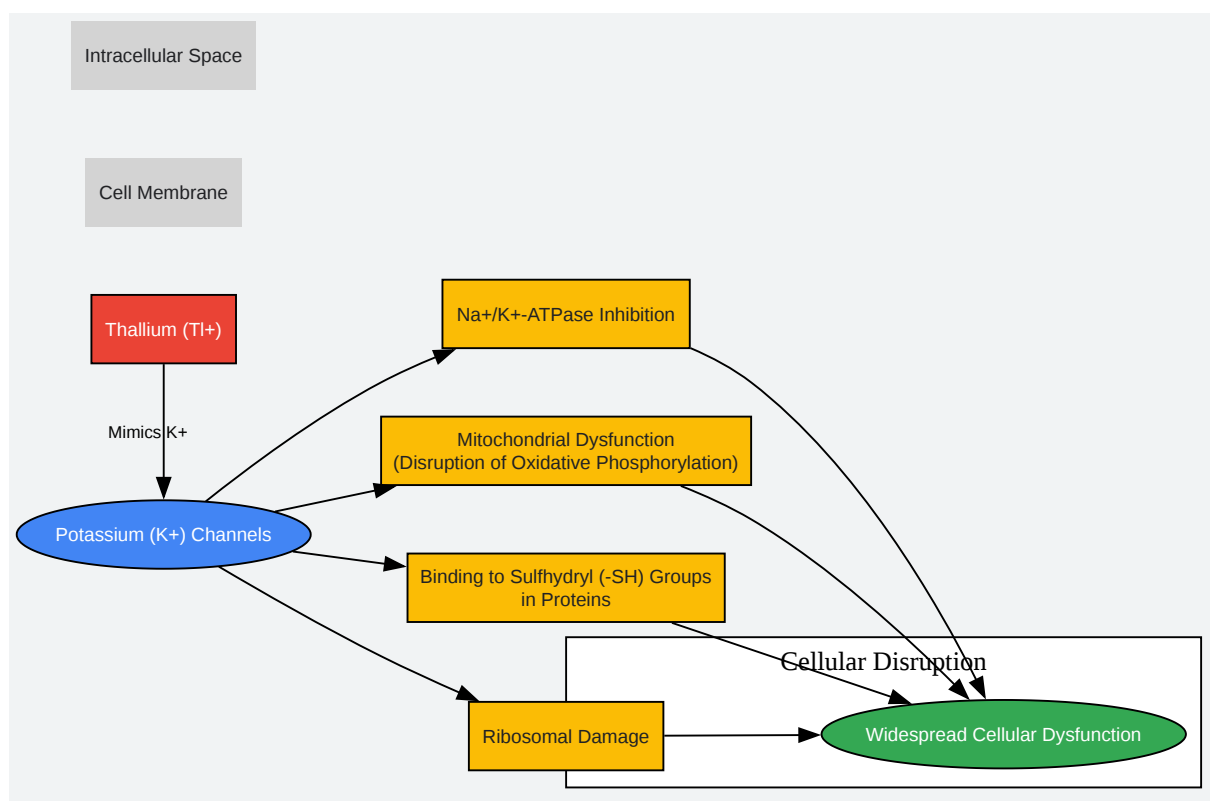 Intracellular Space
Cell Membrane
Thallium (Tl+)
Mimics K+
Potassium (K+) Channels
Na+/K+-ATPase Inhibition
Mitochondrial Dysfunction
(Disruption of Oxidative Phosphorylation)
Binding to Sulfhydryl (-SH) Groups
in Proteins
Ribosomal Damage
Cellular Disruption
Widespread Cellular Dysfunction